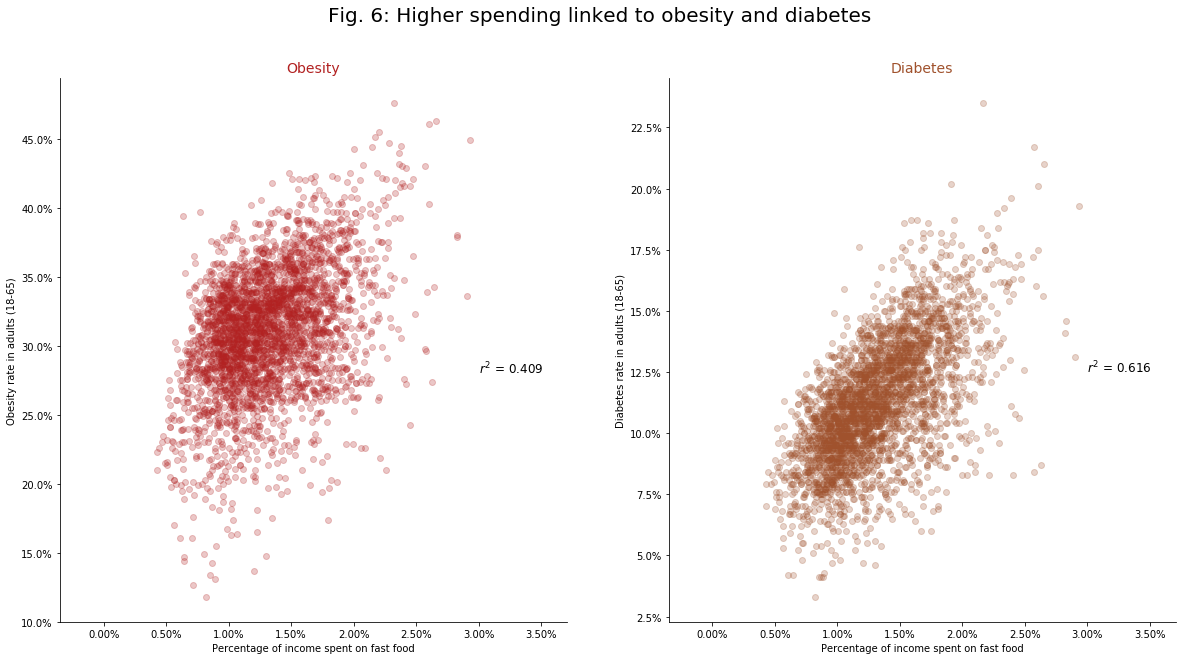 Fig. 6: Higher spending linked to obesity and diabetes
Obesity
45.0%
40.0%
35.0%
30.0%
25.0%
20.0%
15.0%
10.0%
Obesity rate in adults (18-65)
r² = 0.409
0.00% 0.50% 1.00% 1.50% 2.00% 2.50% 3.00% 3.50%
Percentage of income spent on fast food
Diabetes
22.5%
20.0%
17.5%
15.0%
12.5%
10.0%
7.5%
5.0%
2.5%
Diabetes rate in adults (18-65)
r² = 0.616
0.00% 0.50% 1.00% 1.50% 2.00% 2.50% 3.00% 3.50%
Percentage of income spent on fast food